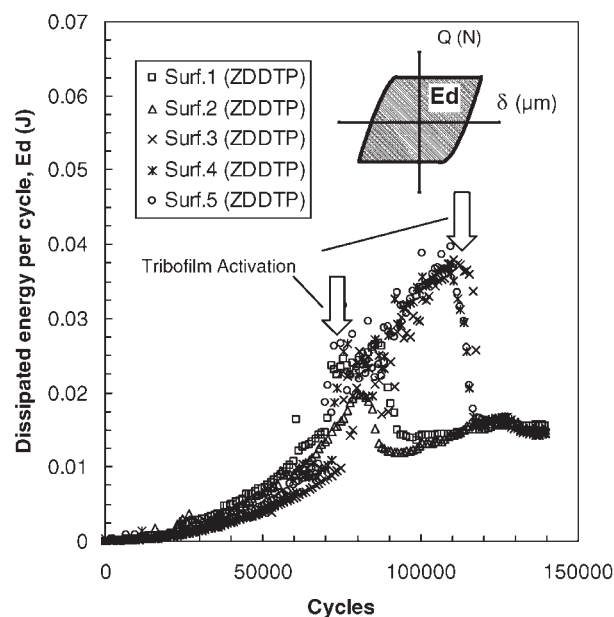 0.07
0.06
0.05
0.04
0.03
0.02
0.01
0
Dissipated energy per cycle, Ed (J)
Surf.1 (ZDDTP)
Surf.2 (ZDDTP)
Surf.3 (ZDDTP)
Surf.4 (ZDDTP)
Surf.5 (ZDDTP)
Q (N)
Ed
δ (µm)
Tribofilm Activation
0 50000 100000 150000
Cycles